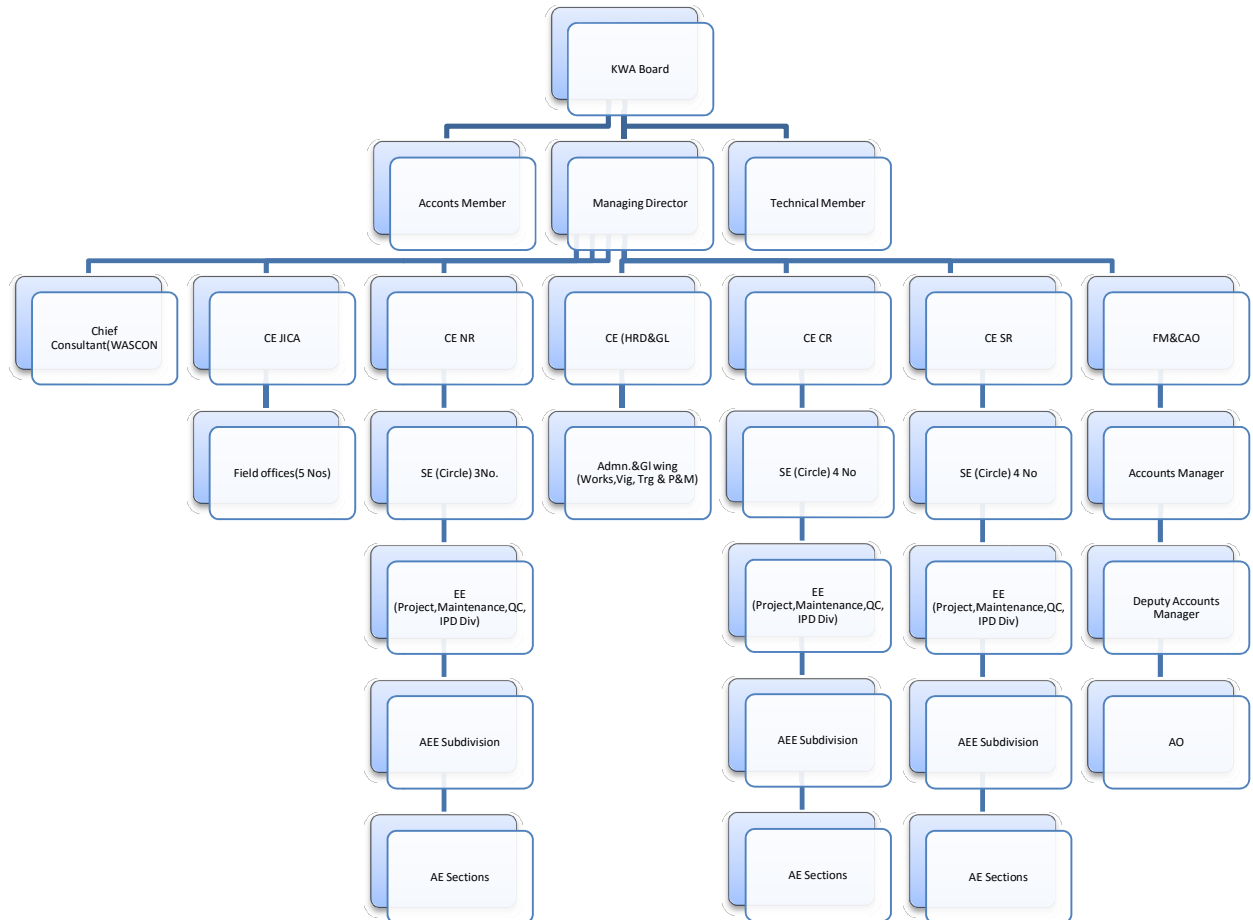 KWA Board
Acconts Member
Managing Director
Technical Member
Chief
Consultant(WASCON
CE JICA
CE NR
CE (HRD&GL
CE CR
CE SR
FM&CAO
Field offices(5 Nos)
SE (Circle) 3No.
Admn.&Gl wing
(Works,Vig, Trg & P&M)
SE (Circle) 4 No
SE (Circle) 4 No
Accounts Manager
EE
(Project,Maintenance,QC,
IPD Div)
EE
(Project,Maintenance,QC,
IPD Div)
EE
(Project,Maintenance,QC,
IPD Div)
Deputy Accounts
Manager
AEE Subdivision
AEE Subdivision
AEE Subdivision
AO
AE Sections
AE Sections
AE Sections